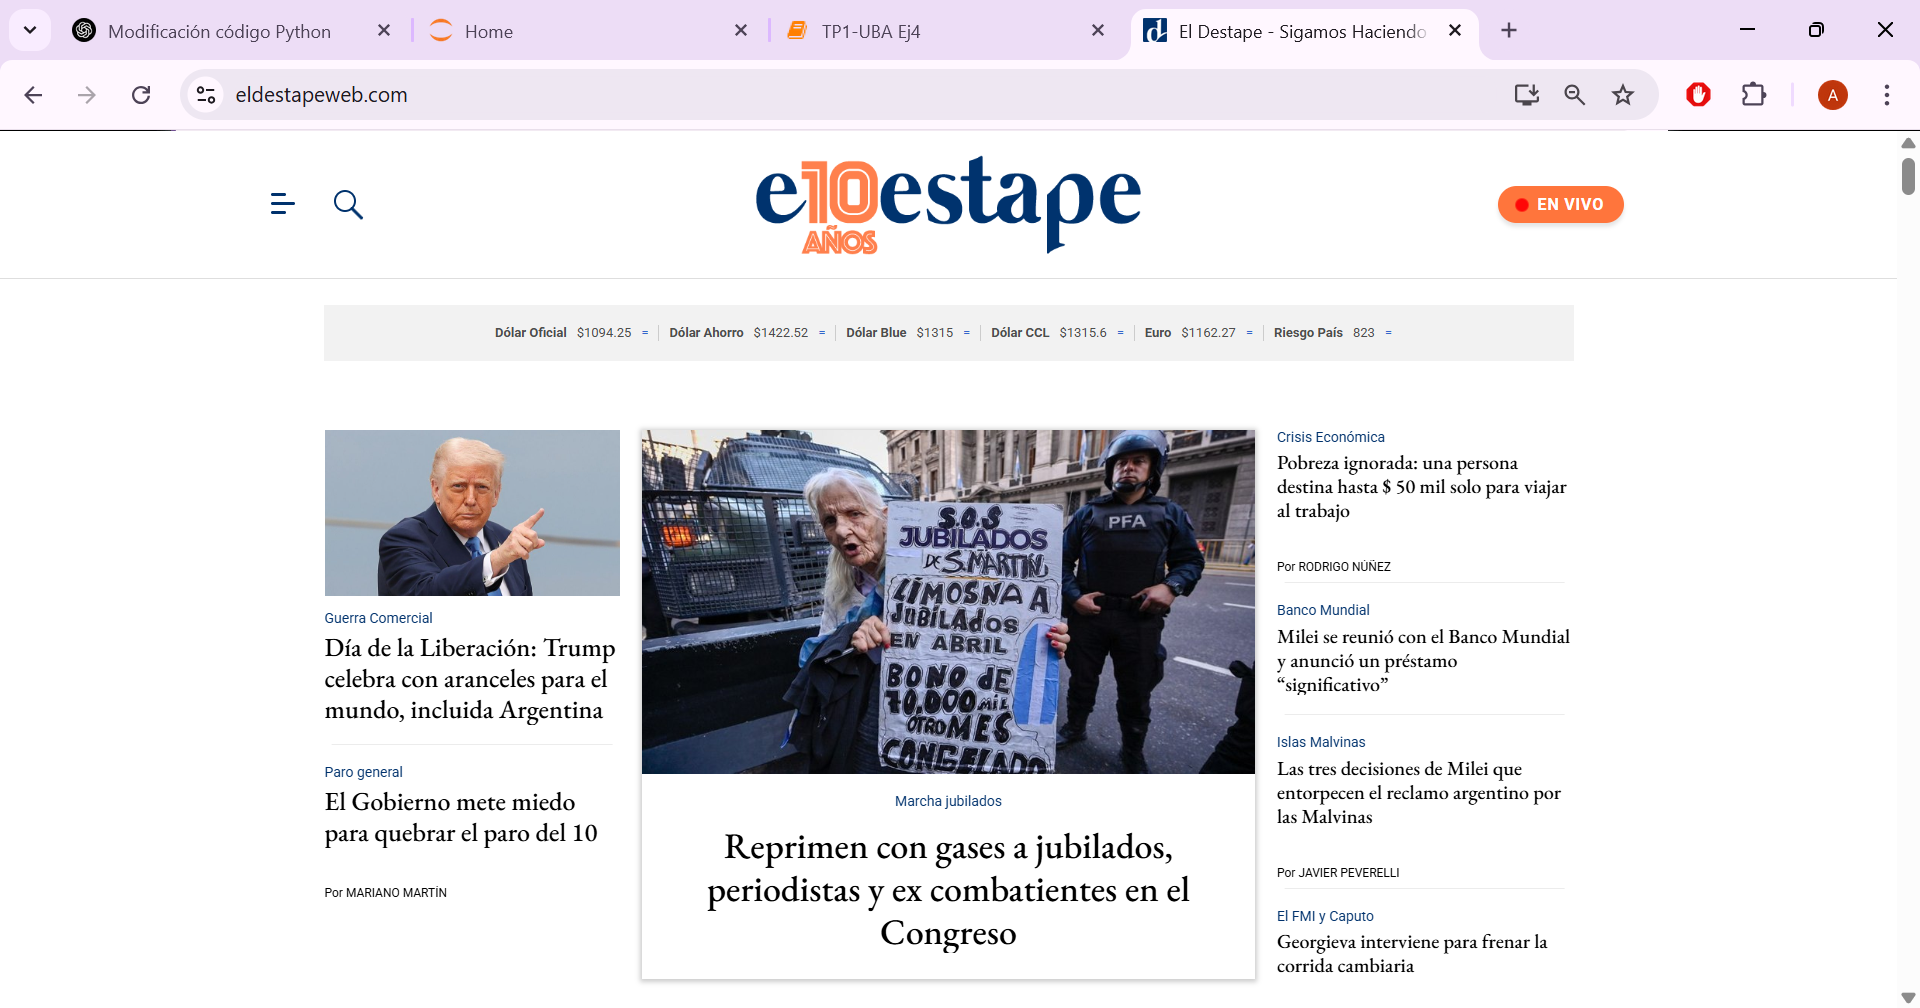 Modificación código Python
Home
TP1-UBA Ej4
El Destape - Sigamos Haciendo
eldestapeweb.com
A
e10estape
AÑOS
EN VIVO
Dólar Oficial $1094.25 = Dólar Ahorro $1422.52 = Dólar Blue $1315 = Dólar CCL $1315.6 = Euro $1162.27 = Riesgo País 823 =
Guerra Comercial
Día de la Liberación: Trump
celebra con aranceles para el
mundo, incluida Argentina
Paro general
El Gobierno mete miedo
para quebrar el paro del 10
Por MARIANO MARTÍN
PFA
S.O.S
JUBILADOS
DE S. MARTÍN
LIMOSNA A
JUBILADOS
EN ABRIL
BONO DE
70.000 MIL
OTRO MES
CONGELADO
Marcha jubilados
Reprimen con gases a jubilados,
periodistas y ex combatientes en el
Congreso
Crisis Económica
Pobreza ignorada: una persona
destina hasta $ 50 mil solo para viajar
al trabajo
Por RODRIGO NÚÑEZ
Banco Mundial
Milei se reunió con el Banco Mundial
y anunció un préstamo
“significativo”
Islas Malvinas
Las tres decisiones de Milei que
entorpecen el reclamo argentino por
las Malvinas
Por JAVIER PEVERELLI
El FMI y Caputo
Georgieva interviene para frenar la
corrida cambiaria